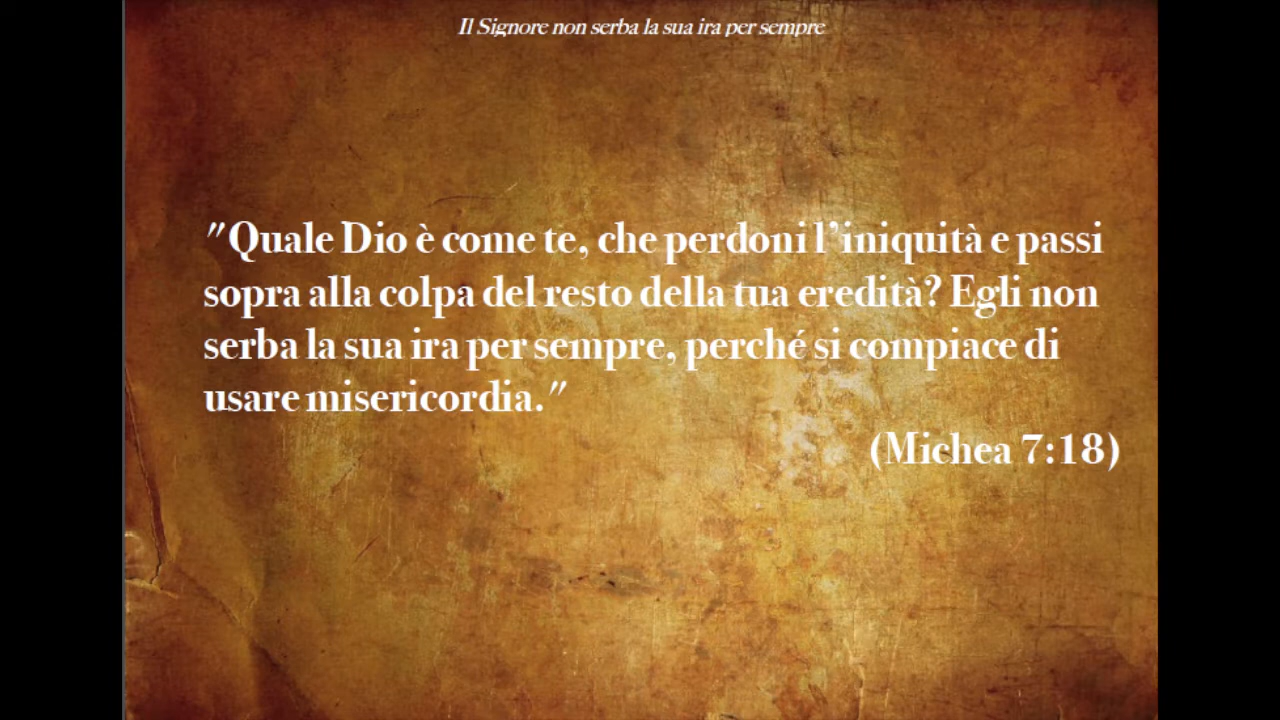 Il Signore non serba la sua ira per sempre
"Quale Dio è come te, che perdoni l’iniquità e passi
sopra alla colpa del resto della tua eredità? Egli non
serba la sua ira per sempre, perché si compiace di
usare misericordia."
(Michea 7:18)